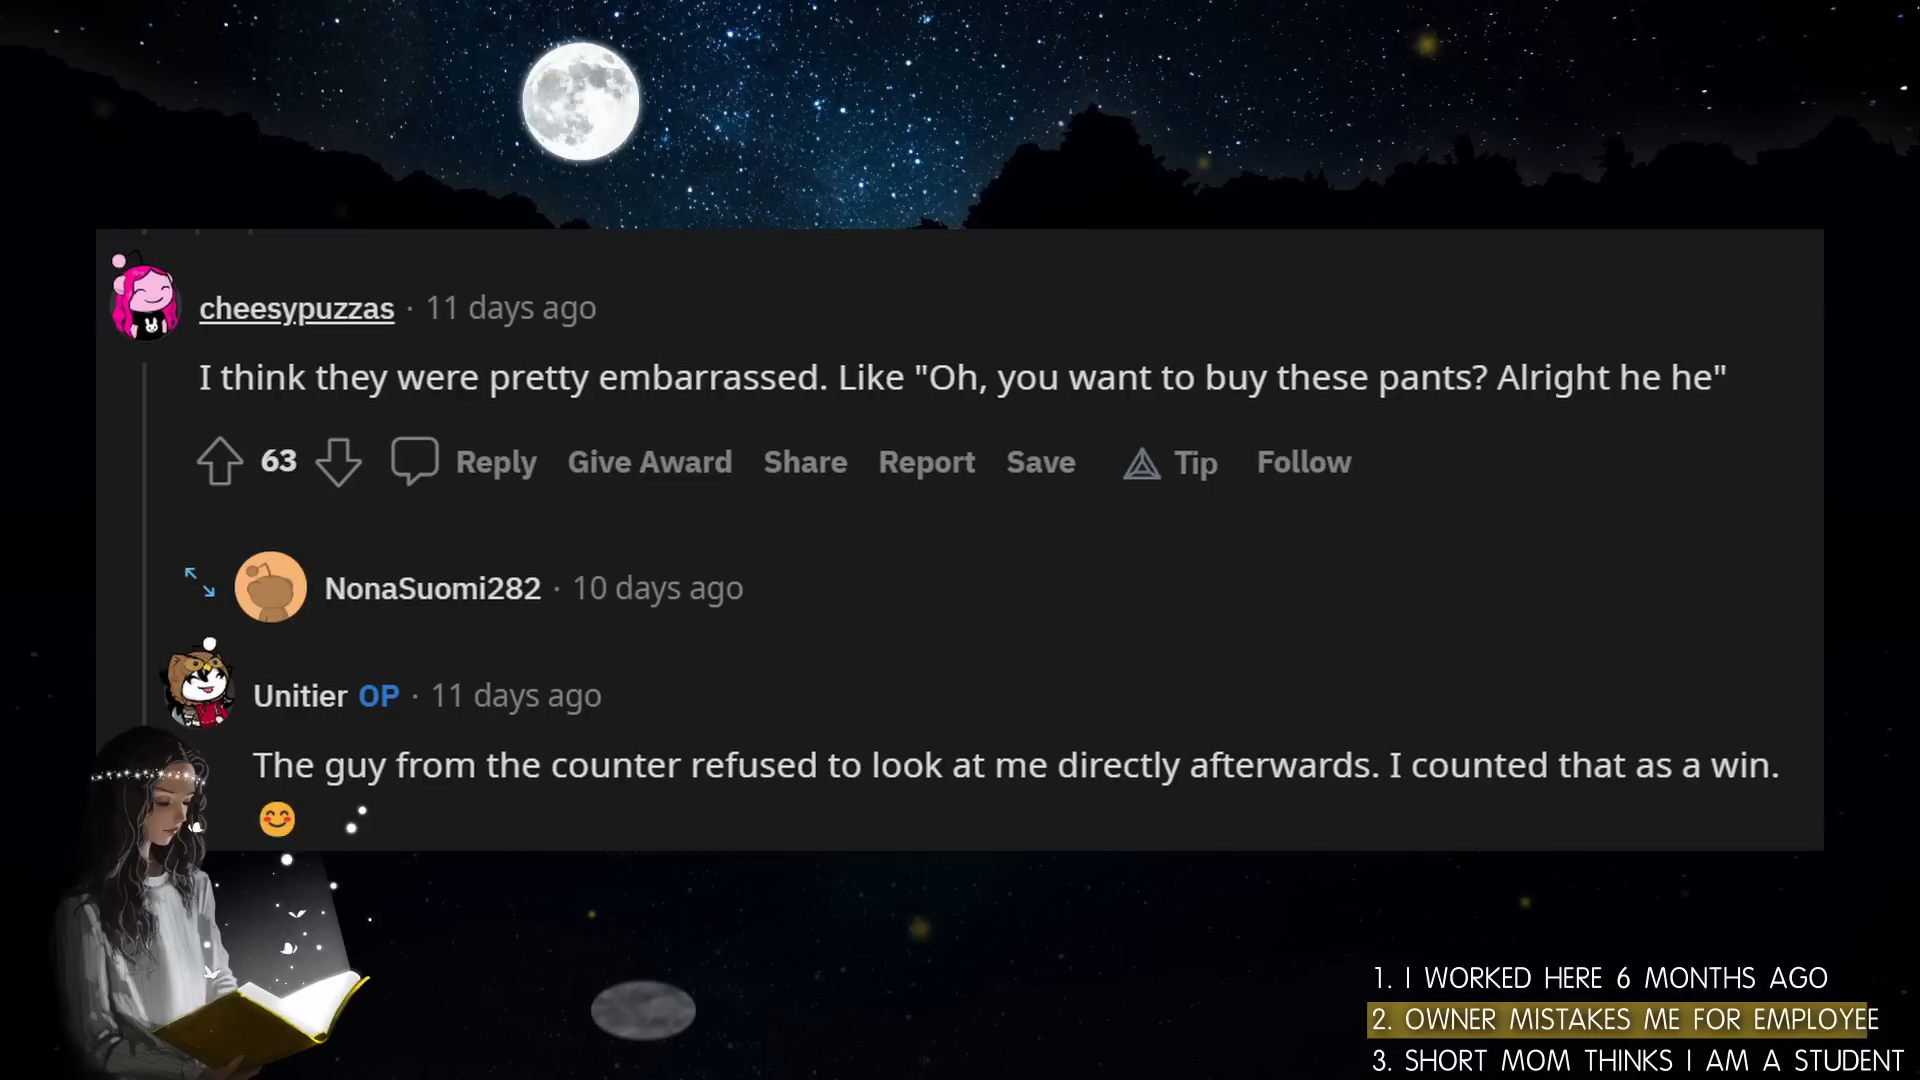 cheesypuzzas · 11 days ago
I think they were pretty embarrassed. Like "Oh, you want to buy these pants? Alright he he"
63 Reply Give Award Share Report Save Tip Follow
NonaSuomi282 · 10 days ago
Unitier OP · 11 days ago
The guy from the counter refused to look at me directly afterwards. I counted that as a win.
😊
1. I WORKED HERE 6 MONTHS AGO
2. OWNER MISTAKES ME FOR EMPLOYEE
3. SHORT MOM THINKS I AM A STUDENT